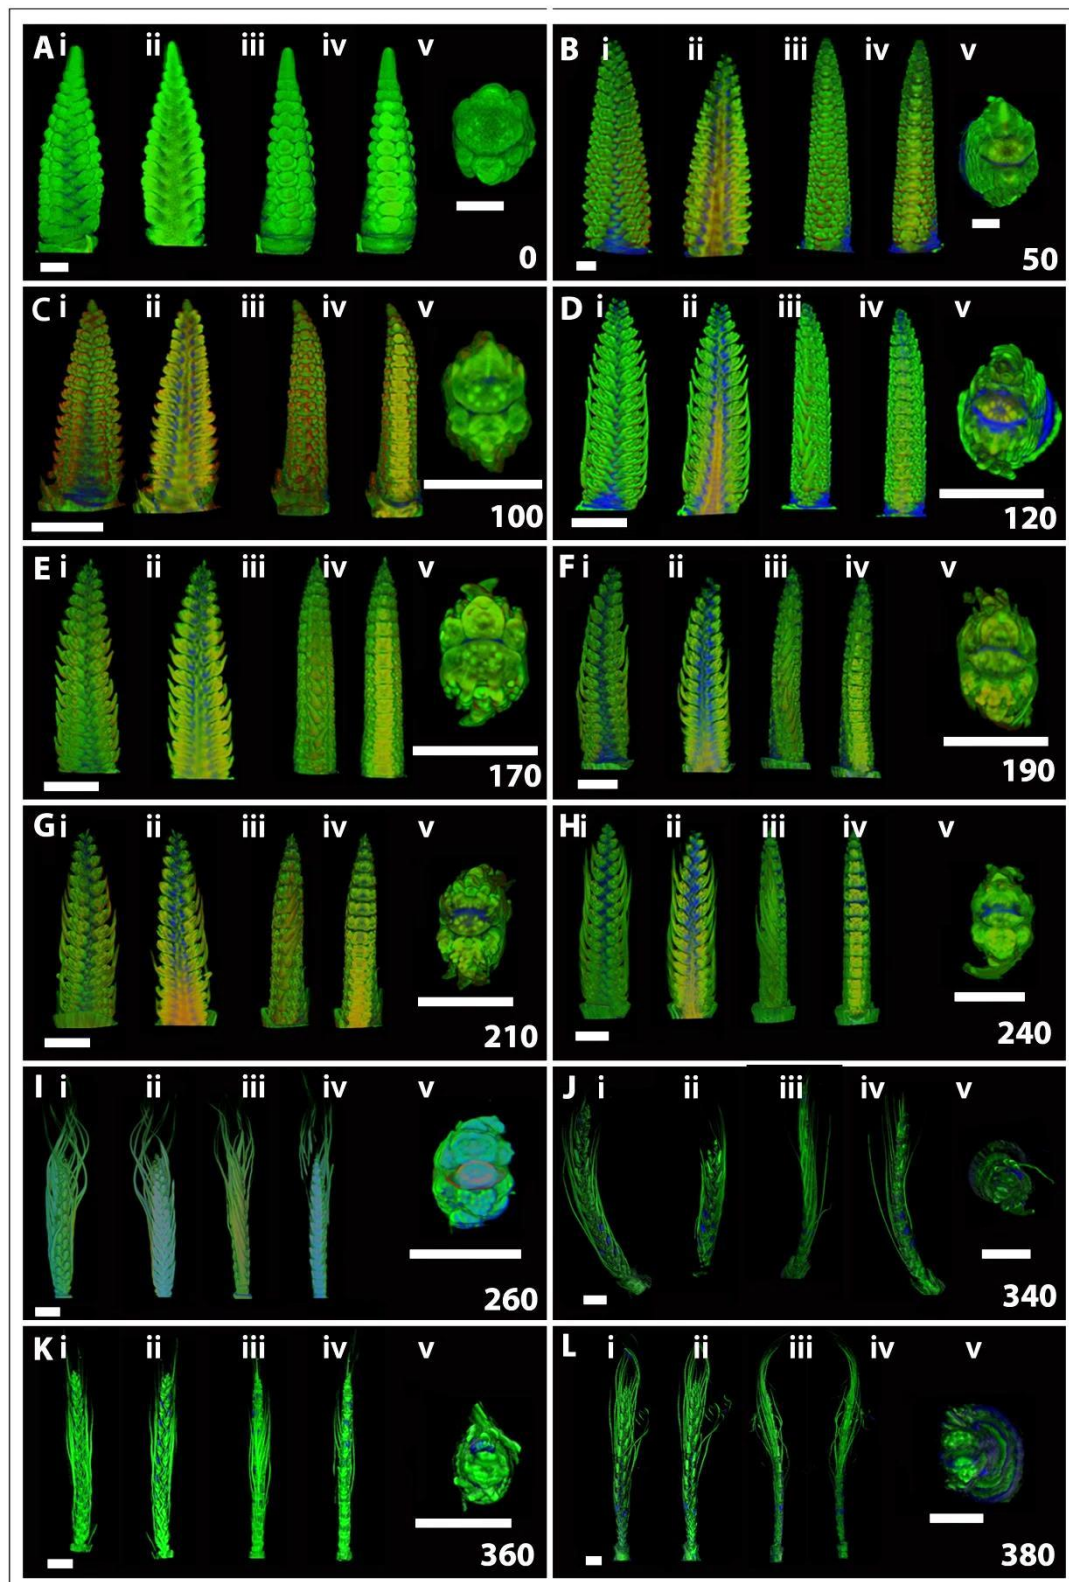 A i ii iii iv v
0
B i ii iii iv v
50
C i ii iii iv v
100
D i ii iii iv v
120
E i ii iii iv v
170
F i ii iii iv v
190
G i ii iii iv v
210
H i ii iii iv v
240
I i ii iii iv v
260
J i ii iii iv v
340
K i ii iii iv v
360
L i ii iii iv v
380